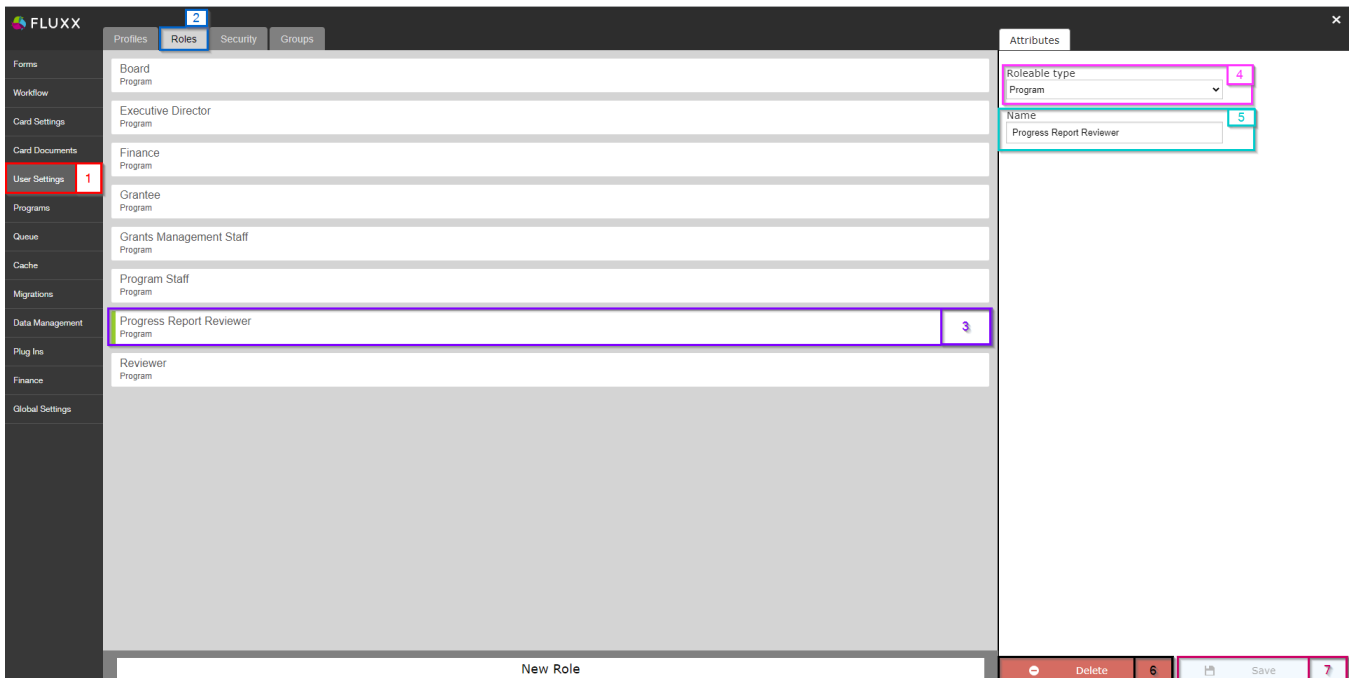 FLUXX
2
×
Profiles
Roles
Security
Groups
Attributes
Forms
Workflow
Card Settings
Card Documents
User Settings
1
Programs
Queue
Cache
Migrations
Data Management
Plug Ins
Finance
Global Settings
Board
Program
Executive Director
Program
Finance
Program
Grantee
Program
Grants Management Staff
Program
Program Staff
Program
Progress Report Reviewer
Program
3
Reviewer
Program
New Role
Roleable type
4
Program
Name
5
Progress Report Reviewer
Delete
6
Save
7